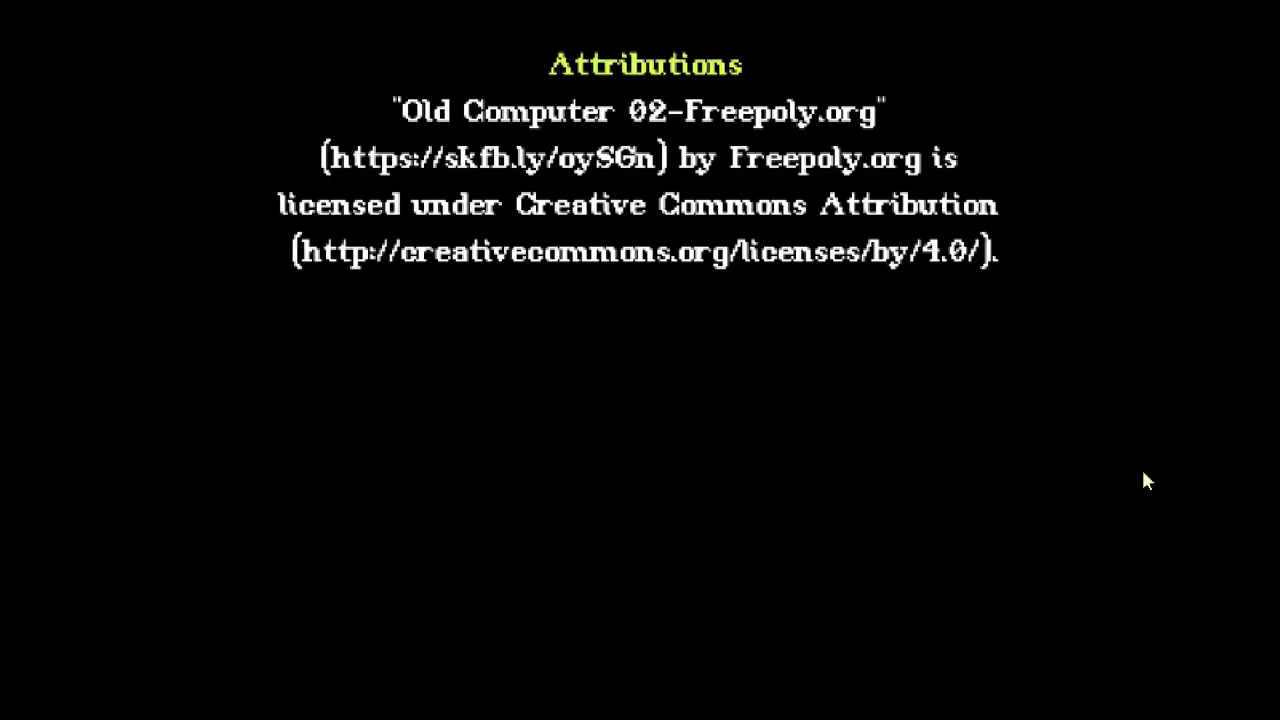 Attributions
"Old Computer 02-Freepoly.org"
(https://skfb.ly/oySGn) by Freepoly.org is
licensed under Creative Commons Attribution
(http://creativecommons.org/licenses/by/4.0/).